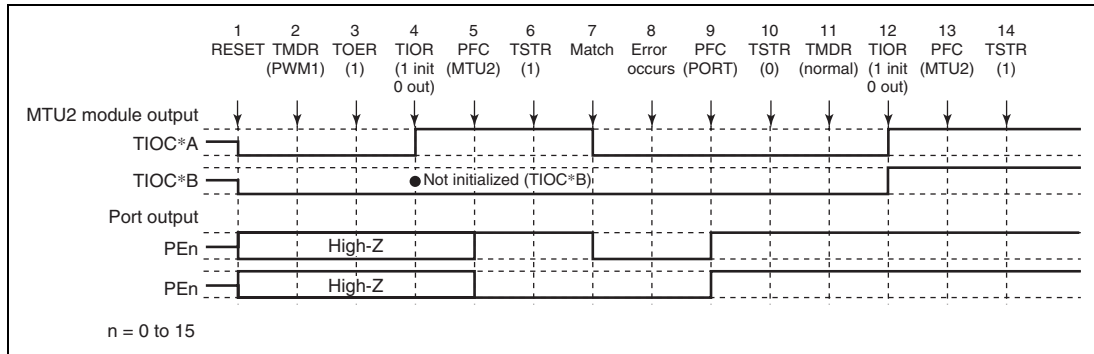 1 2 3 4 5 6 7 8 9 10 11 12 13 14
RESET TMDR TOER TIOR PFC TSTR Match Error PFC TSTR TMDR TIOR PFC TSTR
(PWM1) (1) (1 init (MTU2) (1) occurs (PORT) (0) (normal) (1 init (MTU2) (1)
0 out) 0 out)
MTU2 module output
TIOC*A
TIOC*B Not initialized (TIOC*B)
Port output
PEn High-Z
PEn High-Z
n = 0 to 15